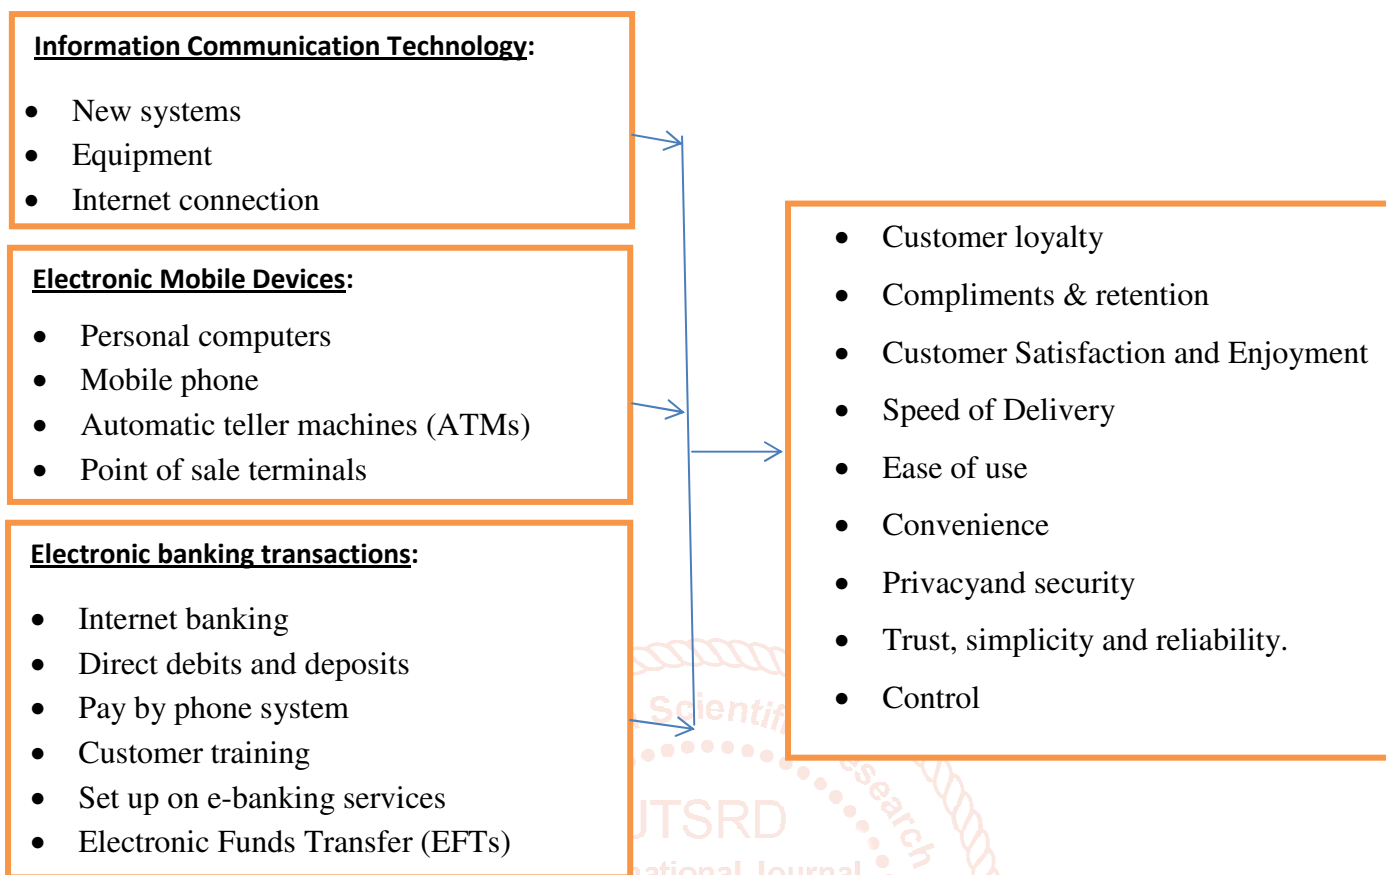 Information Communication Technology:
• New systems
• Equipment
• Internet connection
Electronic Mobile Devices:
• Personal computers
• Mobile phone
• Automatic teller machines (ATMs)
• Point of sale terminals
Electronic banking transactions:
• Internet banking
• Direct debits and deposits
• Pay by phone system
• Customer training
• Set up on e-banking services
• Electronic Funds Transfer (EFTs)
• Customer loyalty
• Compliments & retention
• Customer Satisfaction and Enjoyment
• Speed of Delivery
• Ease of use
• Convenience
• Privacyand security
• Trust, simplicity and reliability.
• Control
Scientif
JTSRD
Journal